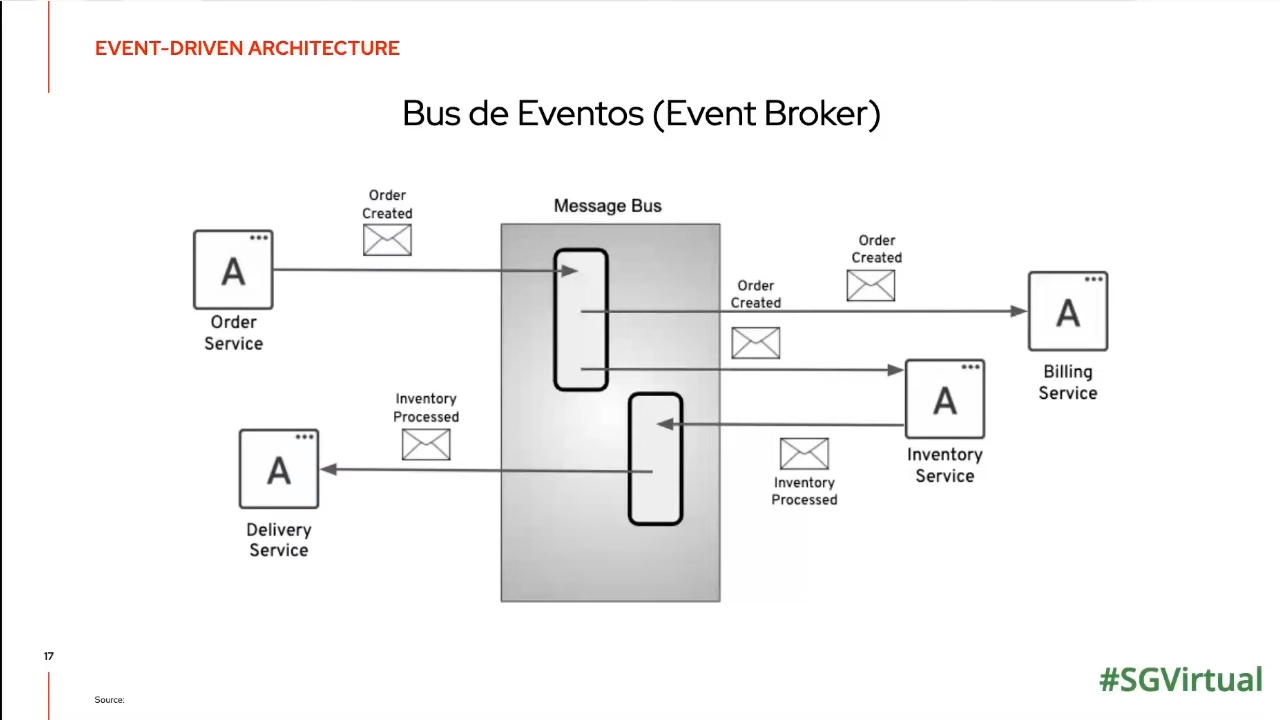 EVENT-DRIVEN ARCHITECTURE
Bus de Eventos (Event Broker)
Order
Created
Message Bus
A
Order
Service
Order
Created
Order
Created
A
Billing
Service
Inventory
Processed
A
Delivery
Service
A
Inventory
Service
Inventory
Processed
17
Source:
#SGVirtual